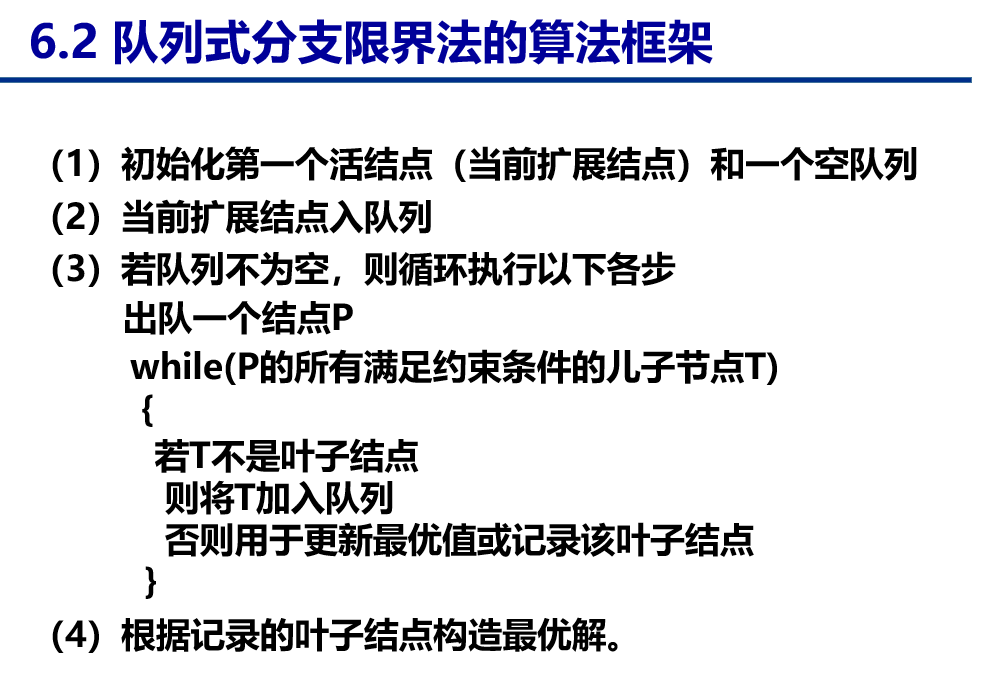 6.2 队列式分支限界法的算法框架
(1）初始化第一个活结点（当前扩展结点）和一个空队列
(2）当前扩展结点入队列
(3）若队列不为空，则循环执行以下各步
出队一个结点P
while(P的所有满足约束条件的儿子节点T)
{
若T不是叶子结点
则将T加入队列
否则用于更新最优值或记录该叶子结点
}
(4）根据记录的叶子结点构造最优解。